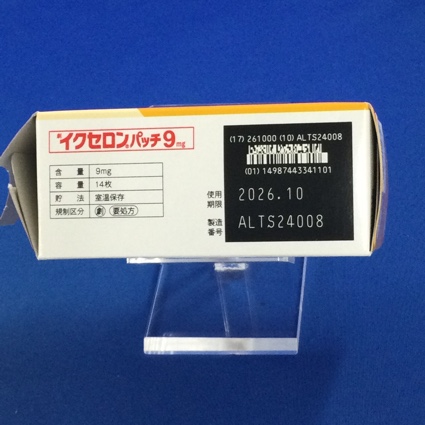 劇 イクセロンパッチ9mg
含 量 9mg
容 量 14枚
貯 法 室温保存
規制区分 劇 要処方
(17) 261000 (10) ALTS24008
(01) 14987443341101
使用期限 2026.10
製造番号 ALTS24008